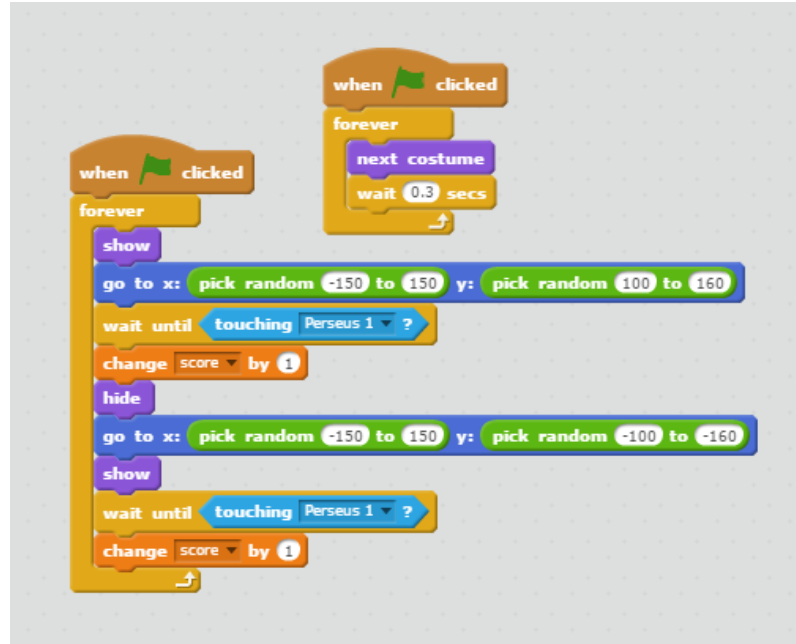 when clicked
forever
next costume
wait 0.3 secs
when clicked
forever
show
go to x: pick random -150 to 150 y: pick random 100 to 160
wait until touching Perseus 1 ?
change score by 1
hide
go to x: pick random -150 to 150 y: pick random -100 to -160
show
wait until touching Perseus 1 ?
change score by 1